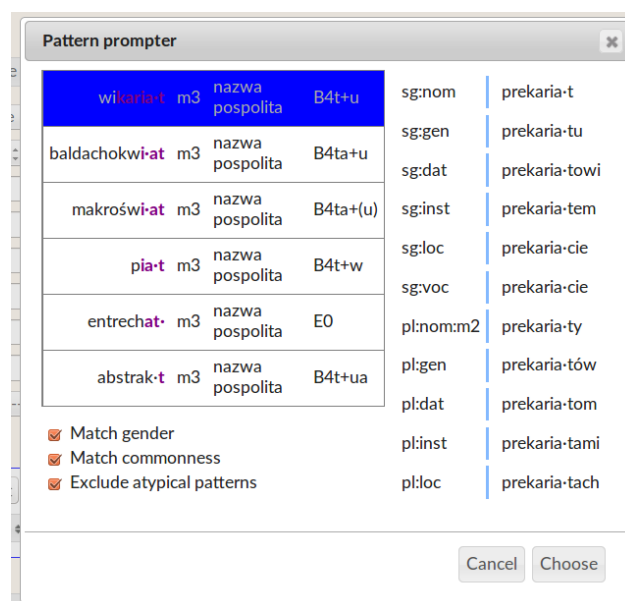 Pattern prompter
wikaria·t m3 nazwa pospolita B4t+u
baldachokwi·at m3 nazwa pospolita B4ta+u
makroświ·at m3 nazwa pospolita B4ta+(u)
pia·t m3 nazwa pospolita B4t+w
entrechat· m3 nazwa pospolita E0
abstrak·t m3 nazwa pospolita B4t+ua
Match gender
Match commonness
Exclude atypical patterns
sg:nom prekaria·t
sg:gen prekaria·tu
sg:dat prekaria·towi
sg:inst prekaria·tem
sg:loc prekaria·cie
sg:voc prekaria·cie
pl:nom:m2 prekaria·ty
pl:gen prekaria·tów
pl:dat prekaria·tom
pl:inst prekaria·tami
pl:loc prekaria·tach
Cancel Choose